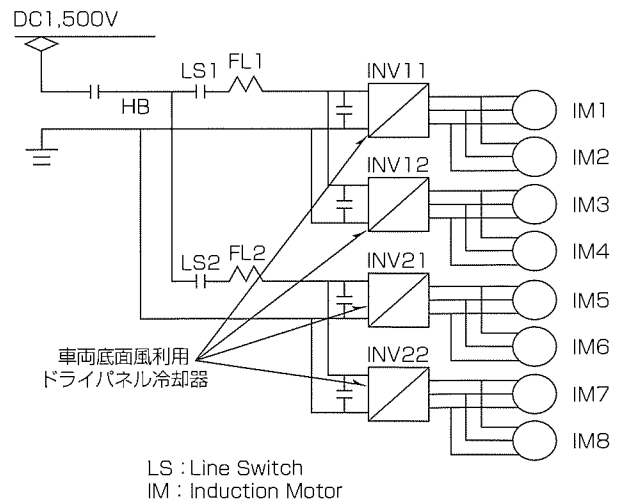 DC1,500V
LS1
FL1
INV11
HB
IM1
IM2
INV12
IM3
IM4
LS2
FL2
INV21
IM5
IM6
車両底面風利用
ドライパネル冷却器
INV22
IM7
IM8
LS : Line Switch
IM : Induction Motor